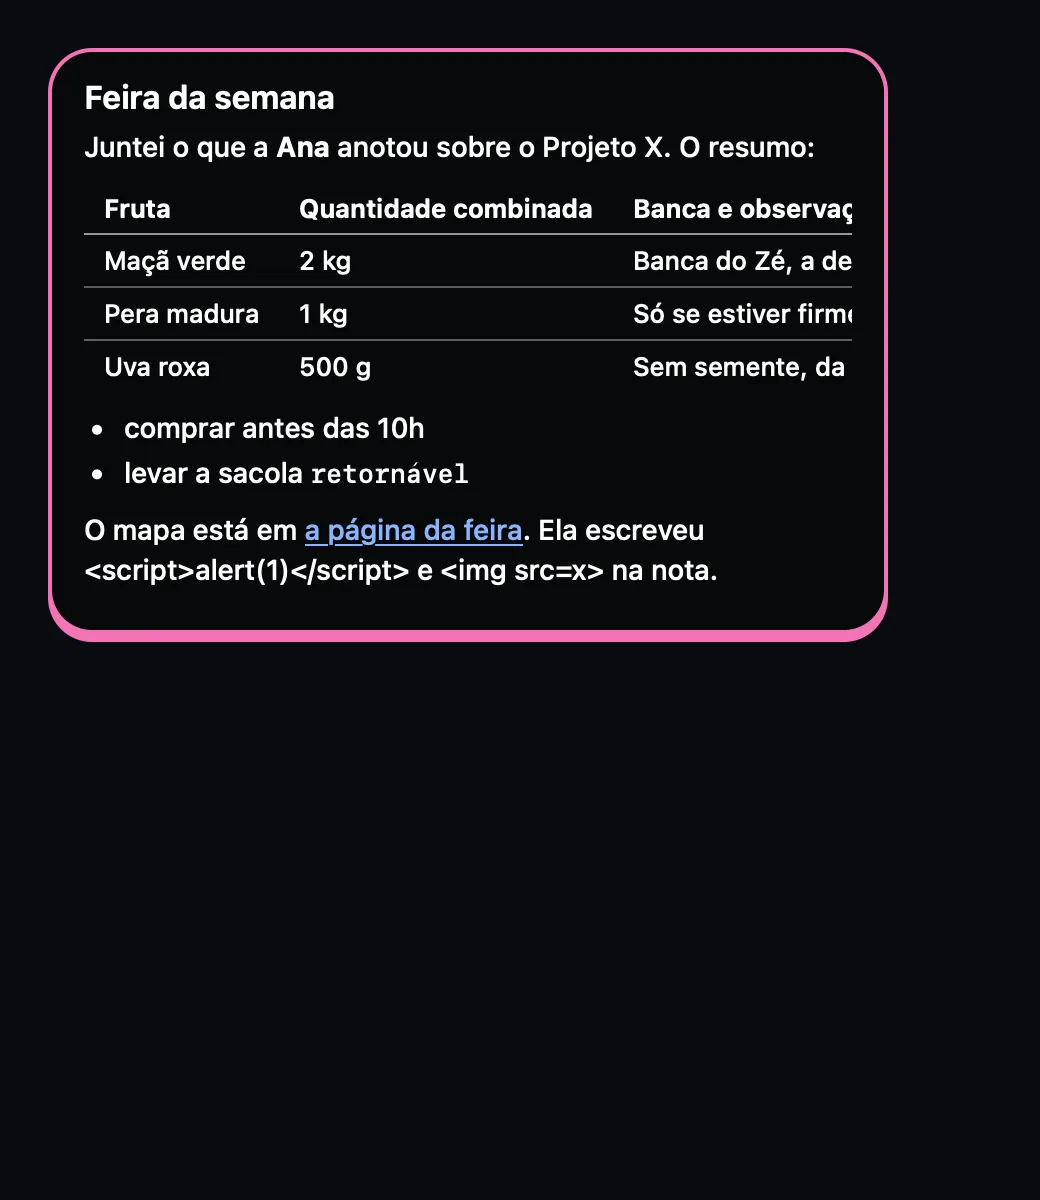 Feira da semana
Juntei o que a Ana anotou sobre o Projeto X. O resumo:
Fruta Quantidade combinada Banca e
Maçã verde 2 kg Banca do Zé, a
Pera madura 1 kg Só se estiver
Uva roxa 500 g Sem semente, da
• comprar antes das 10h
• levar a sacola retornável
O mapa está em a página da feira. Ela escreveu
<script>alert(1)</script> e <img src=x> na nota.